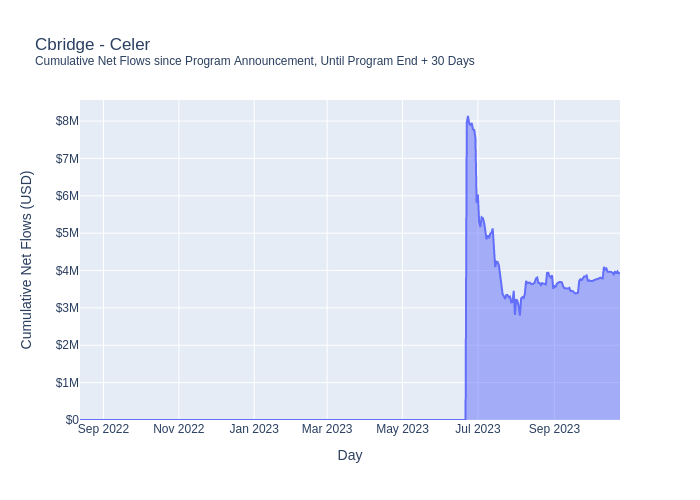 Cbridge - Celer
Cumulative Net Flows since Program Announcement, Until Program End + 30 Days
Cumulative Net Flows (USD)
$8M
$7M
$6M
$5M
$4M
$3M
$2M
$1M
$0
Sep 2022
Nov 2022
Jan 2023
Mar 2023
May 2023
Jul 2023
Sep 2023
Day